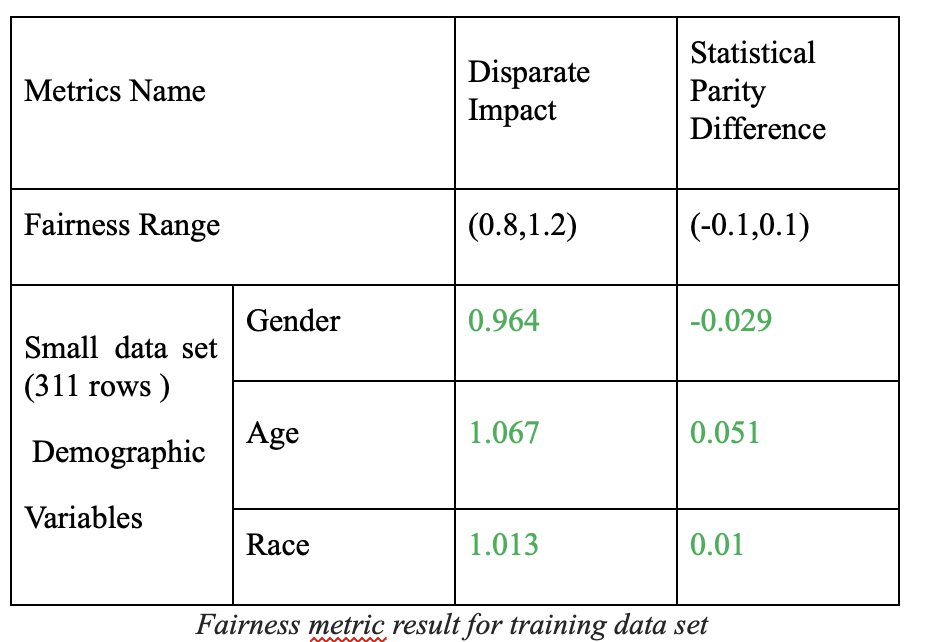 Metrics Name
Disparate
Impact
Statistical
Parity
Difference
Fairness Range
(0.8,1.2)
(-0.1,0.1)
Small data set
(311 rows )
Demographic
Variables
Gender
0.964
-0.029
Age
1.067
0.051
Race
1.013
0.01
Fairness metric result for training data set